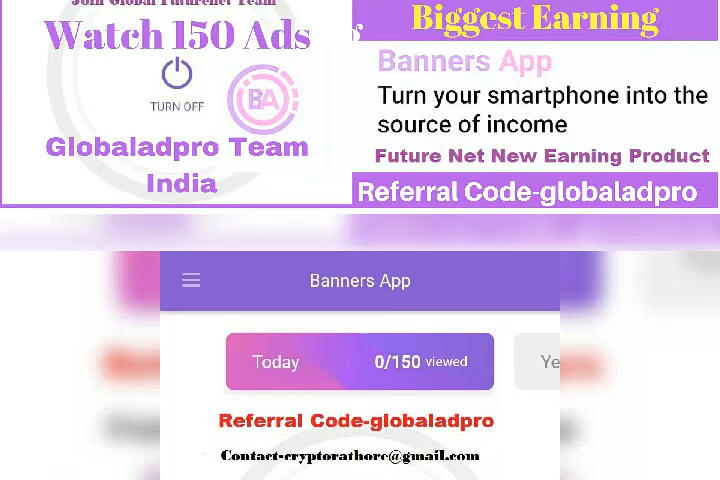 Join Global Futurenet Team
Watch 150 Ads
BA
TURN OFF
Globaladpro Team
India
Biggest Earning
Banners App
Turn your smartphone into the
source of income
Future Net New Earning Product
Referral Code-globaladpro
Banners App
Today
0/150 viewed
Ye
Referral Code-globaladpro
Contact-cryptorathore@gmail.com